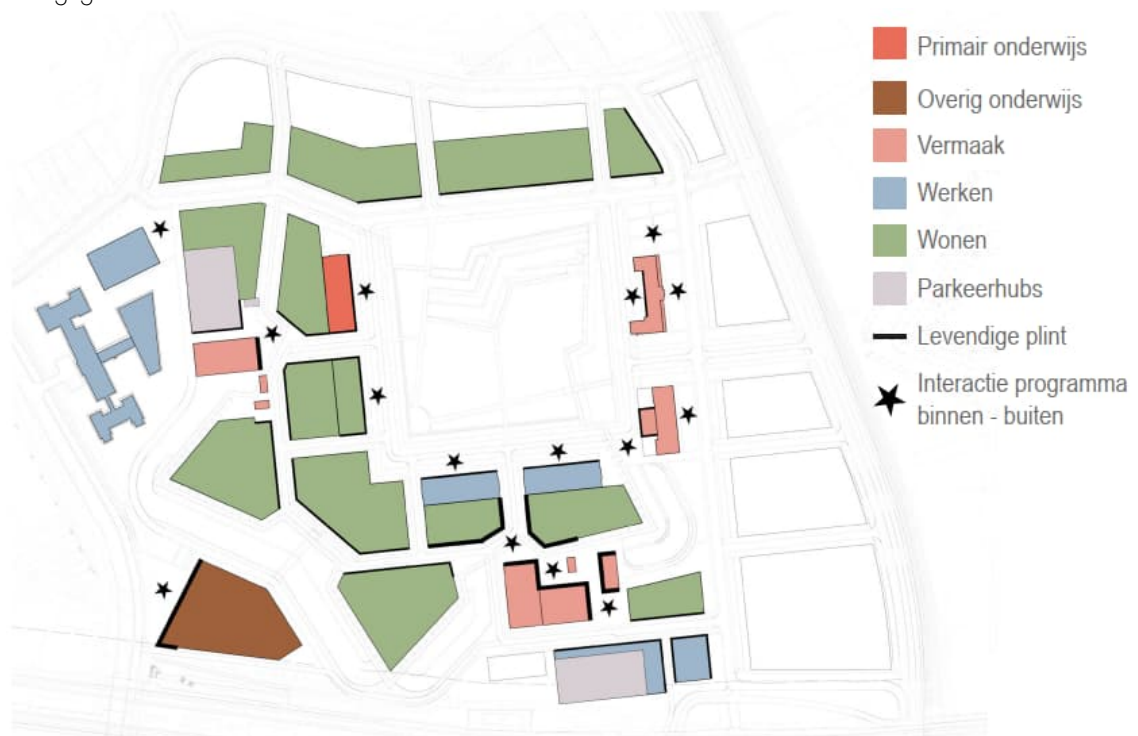 Primair onderwijs
Overig onderwijs
Vermaak
Werken
Wonen
Parkeerhubs
Levendige plint
Interactie programma
binnen - buiten